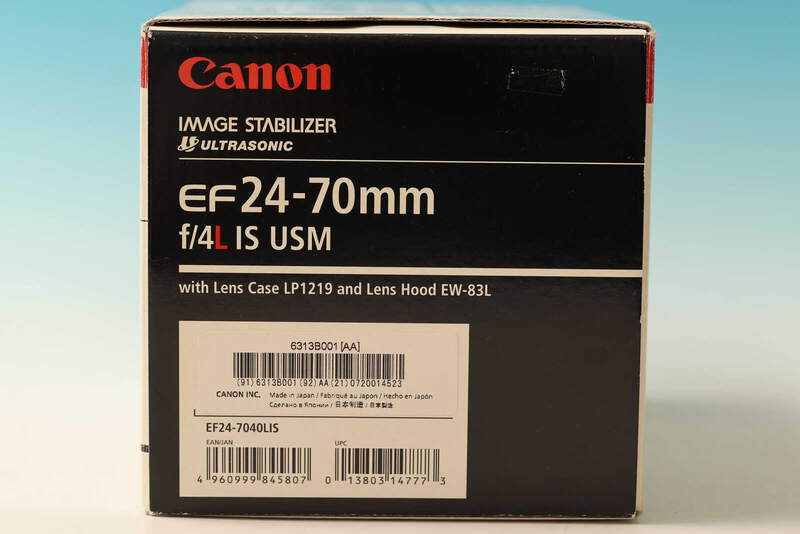 Canon
IMAGE STABILIZER
ULTRASONIC
EF24-70mm
f/4L IS USM
with Lens Case LP1219 and Lens Hood EW-83L
6313B001 [AA]
(91)6313B001(92)AA(21)0720014523
CANON INC. Made in Japan / Fabriqué au Japon / Hecho en Japón
Сделано в Японии / 日本制造 / 日本製造
EF24-7040LIS
EAN/JAN UPC
4 960999 845807 0 13803 14777 3